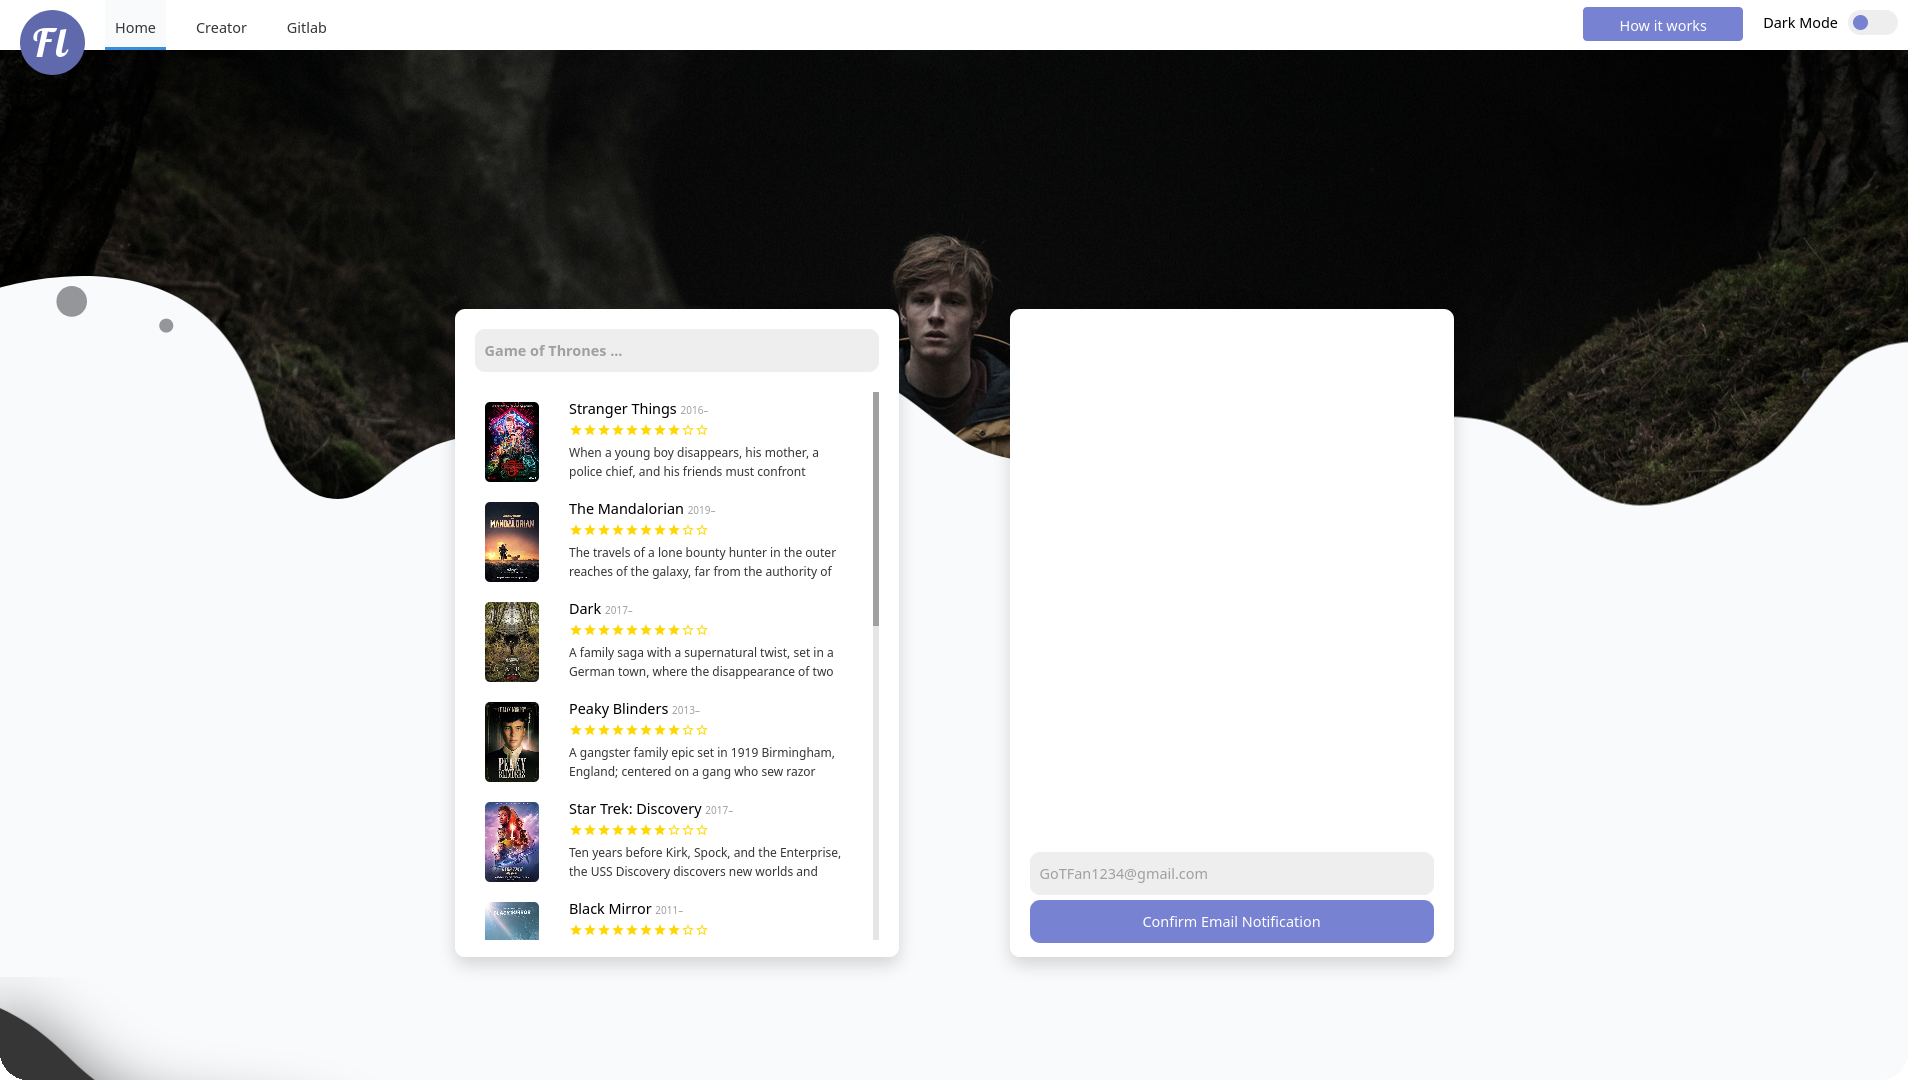 Fl
Home
Creator
Gitlab
How it works
Dark Mode
Game of Thrones ...
Stranger Things 2016–
When a young boy disappears, his mother, a
police chief, and his friends must confront
MANDALORIAN
The Mandalorian 2019–
The travels of a lone bounty hunter in the outer
reaches of the galaxy, far from the authority of
Dark 2017–
A family saga with a supernatural twist, set in a
German town, where the disappearance of two
PEAKY
BLINDERS
Peaky Blinders 2013–
A gangster family epic set in 1919 Birmingham,
England; centered on a gang who sew razor
Star Trek: Discovery 2017–
Ten years before Kirk, Spock, and the Enterprise,
the USS Discovery discovers new worlds and
BLACK MIRROR
Black Mirror 2011–
GoTFan1234@gmail.com
Confirm Email Notification